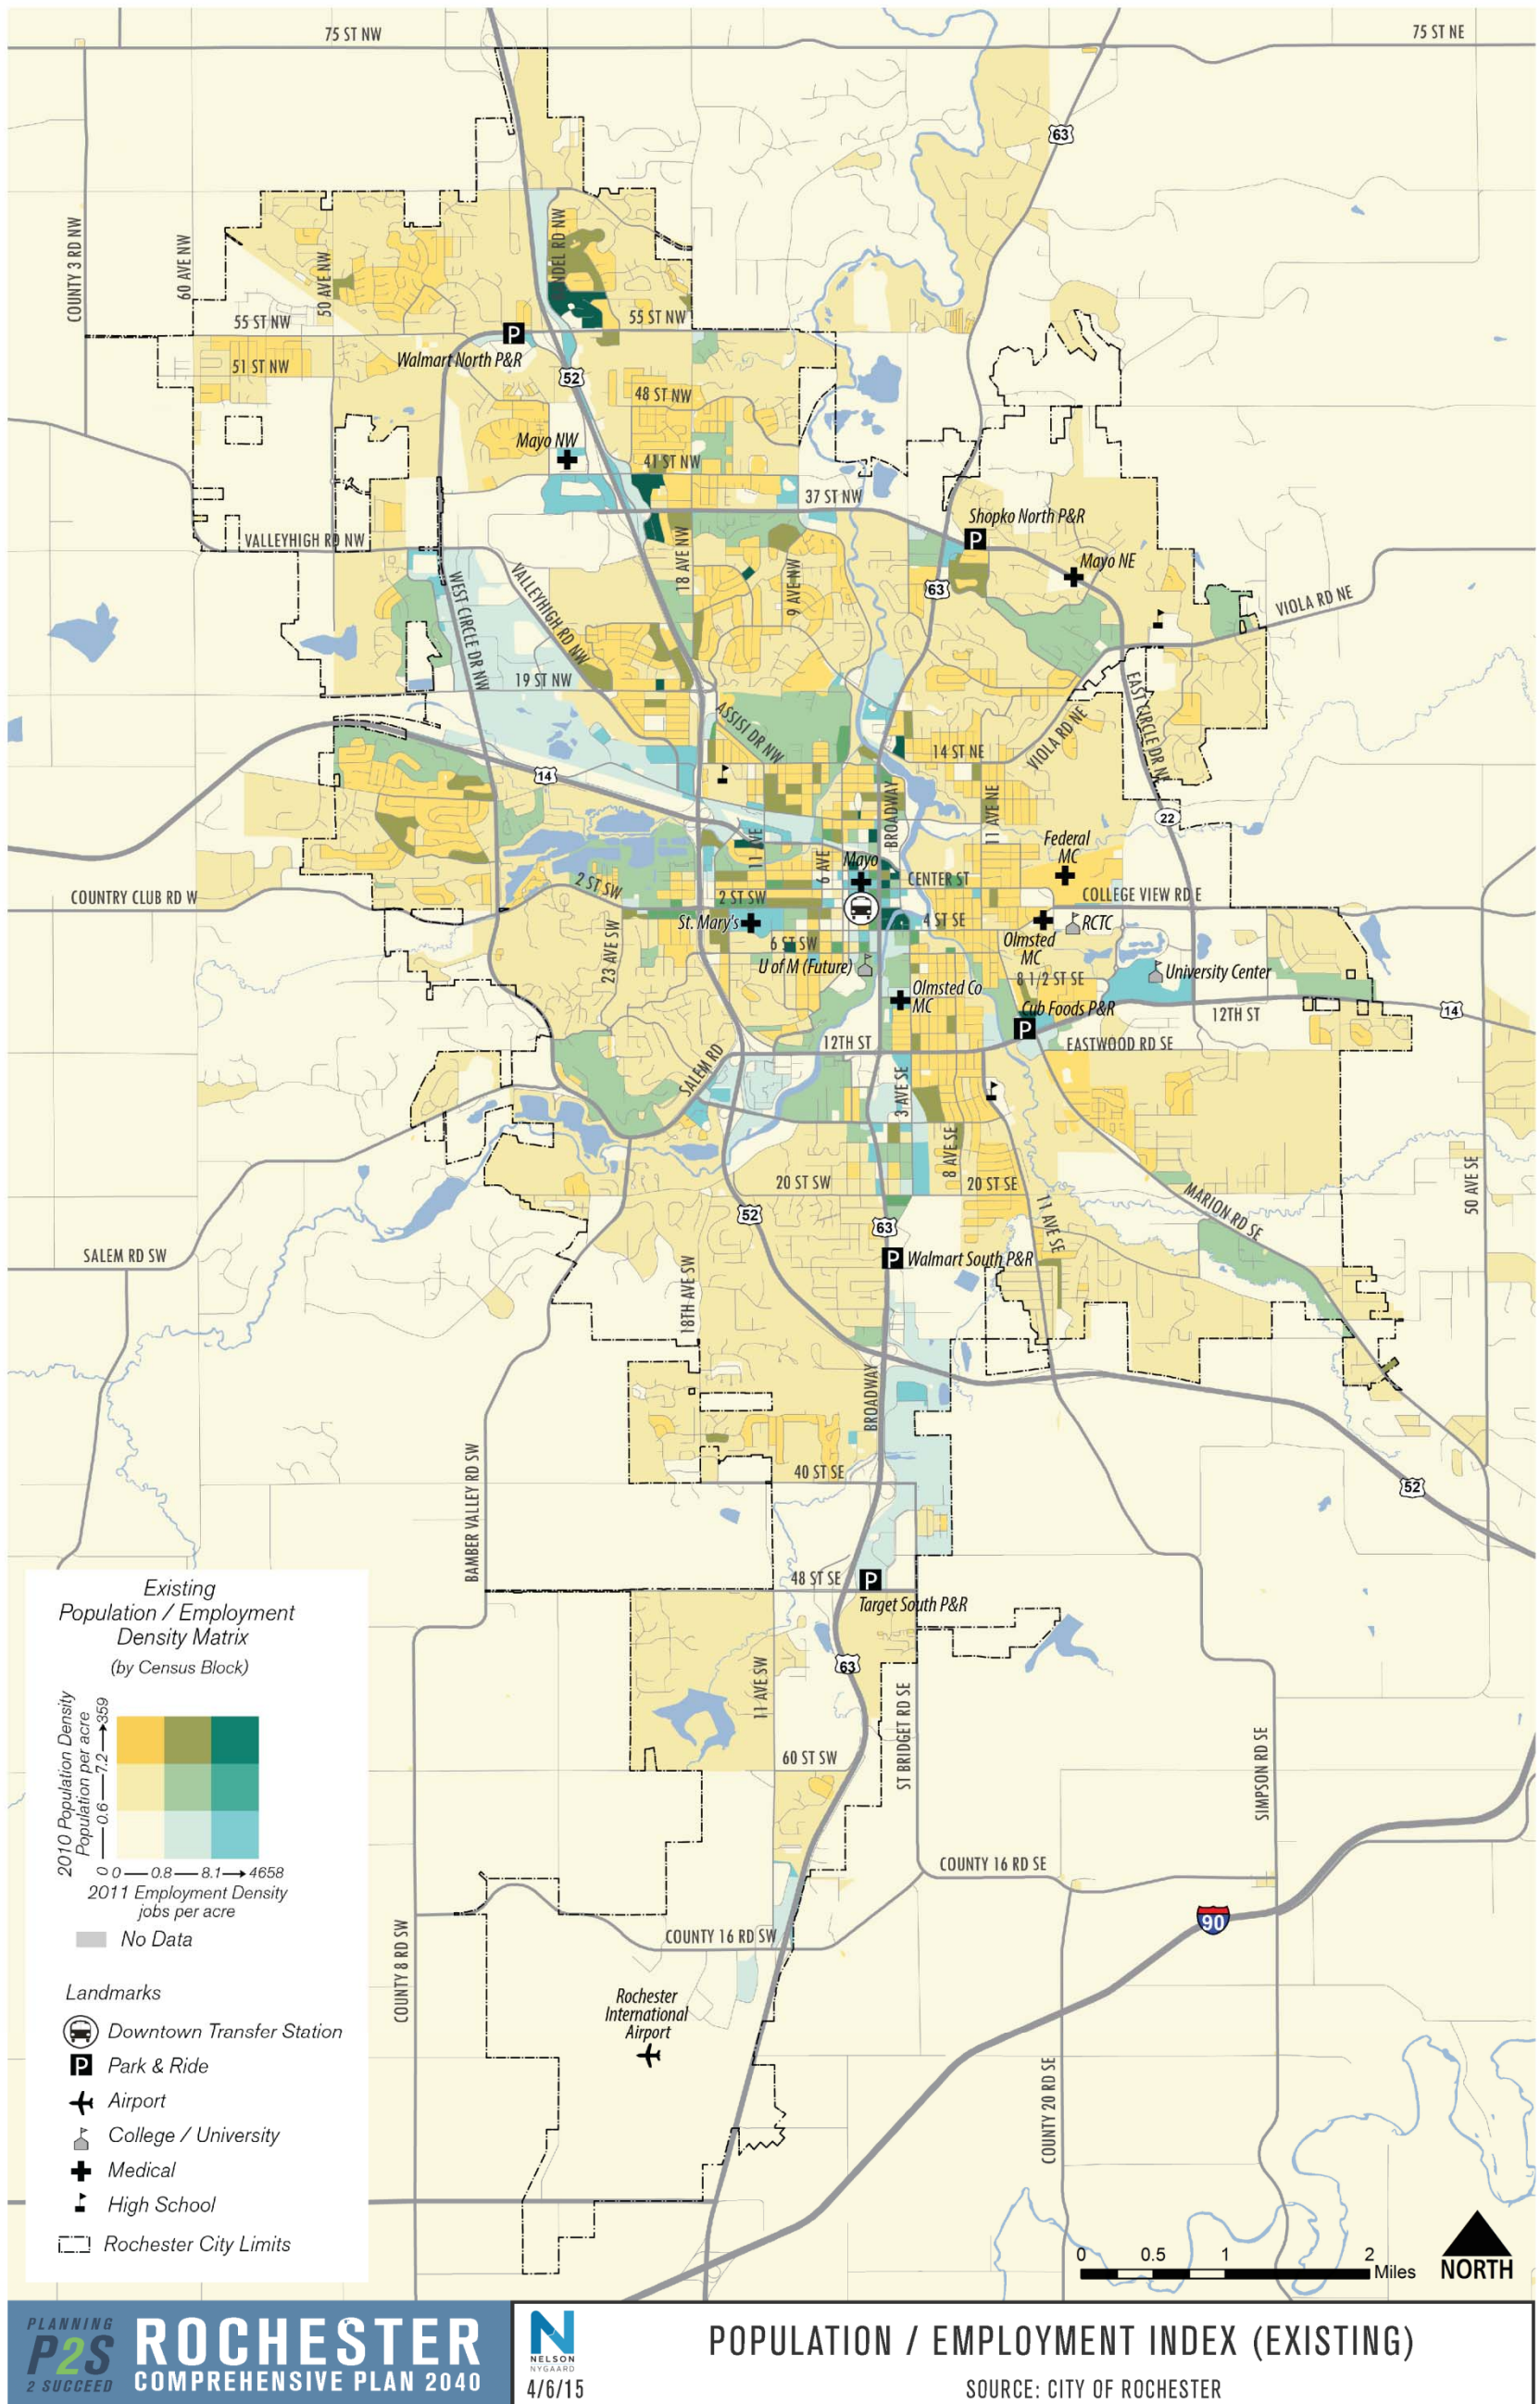 75 ST NW
75 ST NE
63
COUNTY 3 RD NW
60 AVE NW
50 AVE NW
NDEL RD NW
55 ST NW
55 ST NW
P
Walmart North P&R
51 ST NW
52
48 ST NW
Mayo NW
41 ST NW
37 ST NW
Shopko North P&R
P
VALLEYHIGH RD NW
18 AVE NW
Mayo NE
WEST CIRCLE DR NW
VALLEYHIGH RD NW
9 AVE NW
63
VIOLA RD NE
19 ST NW
EAST CIRCLE DR NE
ASSISI DR NW
VIOLA RD NE
14 ST NE
14
BROADWAY
11 AVE NE
22
11 AVE
6 AVE
Mayo
Federal
MC
CENTER ST
2 ST SW
COUNTRY CLUB RD W
2 ST SW
COLLEGE VIEW RD E
St. Mary's
4 ST SE
RCTC
23 AVE SW
6 ST SW
Olmsted
MC
U of M (Future)
8 1/2 ST SE
University Center
Olmsted Co
MC
Cub Foods P&R
P
12TH ST
14
12TH ST
EASTWOOD RD SE
SALEM RD
3 AVE SE
8 AVE SE
20 ST SW
20 ST SE
MARION RD SE
50 AVE SE
11 AVE SE
52
63
SALEM RD SW
P
Walmart South P&R
18TH AVE SW
BROADWAY
BAMBER VALLEY RD SW
40 ST SE
52
48 ST SE
P
Target South P&R
63
11 AVE SW
ST BRIDGET RD SE
60 ST SW
SIMPSON RD SE
COUNTY 16 RD SE
90
COUNTY 16 RD SW
COUNTY 8 RD SW
Rochester
International
Airport
COUNTY 20 RD SE
Existing
Population / Employment
Density Matrix
(by Census Block)
2010 Population Density
Population per acre
0 0.6 7.2 359
0 0.8 8.1 4658
2011 Employment Density
jobs per acre
No Data
Landmarks
Downtown Transfer Station
P Park & Ride
Airport
College / University
Medical
High School
Rochester City Limits
0 0.5 1 2
Miles
NORTH
PLANNING
P2S
2 SUCCEED
ROCHESTER
COMPREHENSIVE PLAN 2040
N
NELSON
NYGAARD
4/6/15
POPULATION / EMPLOYMENT INDEX (EXISTING)
SOURCE: CITY OF ROCHESTER